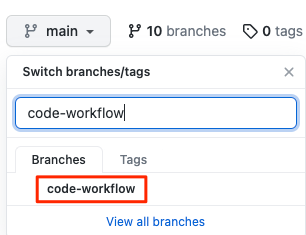 main 10 branches 0 tags
Switch branches/tags
code-workflow
Branches Tags
code-workflow
View all branches